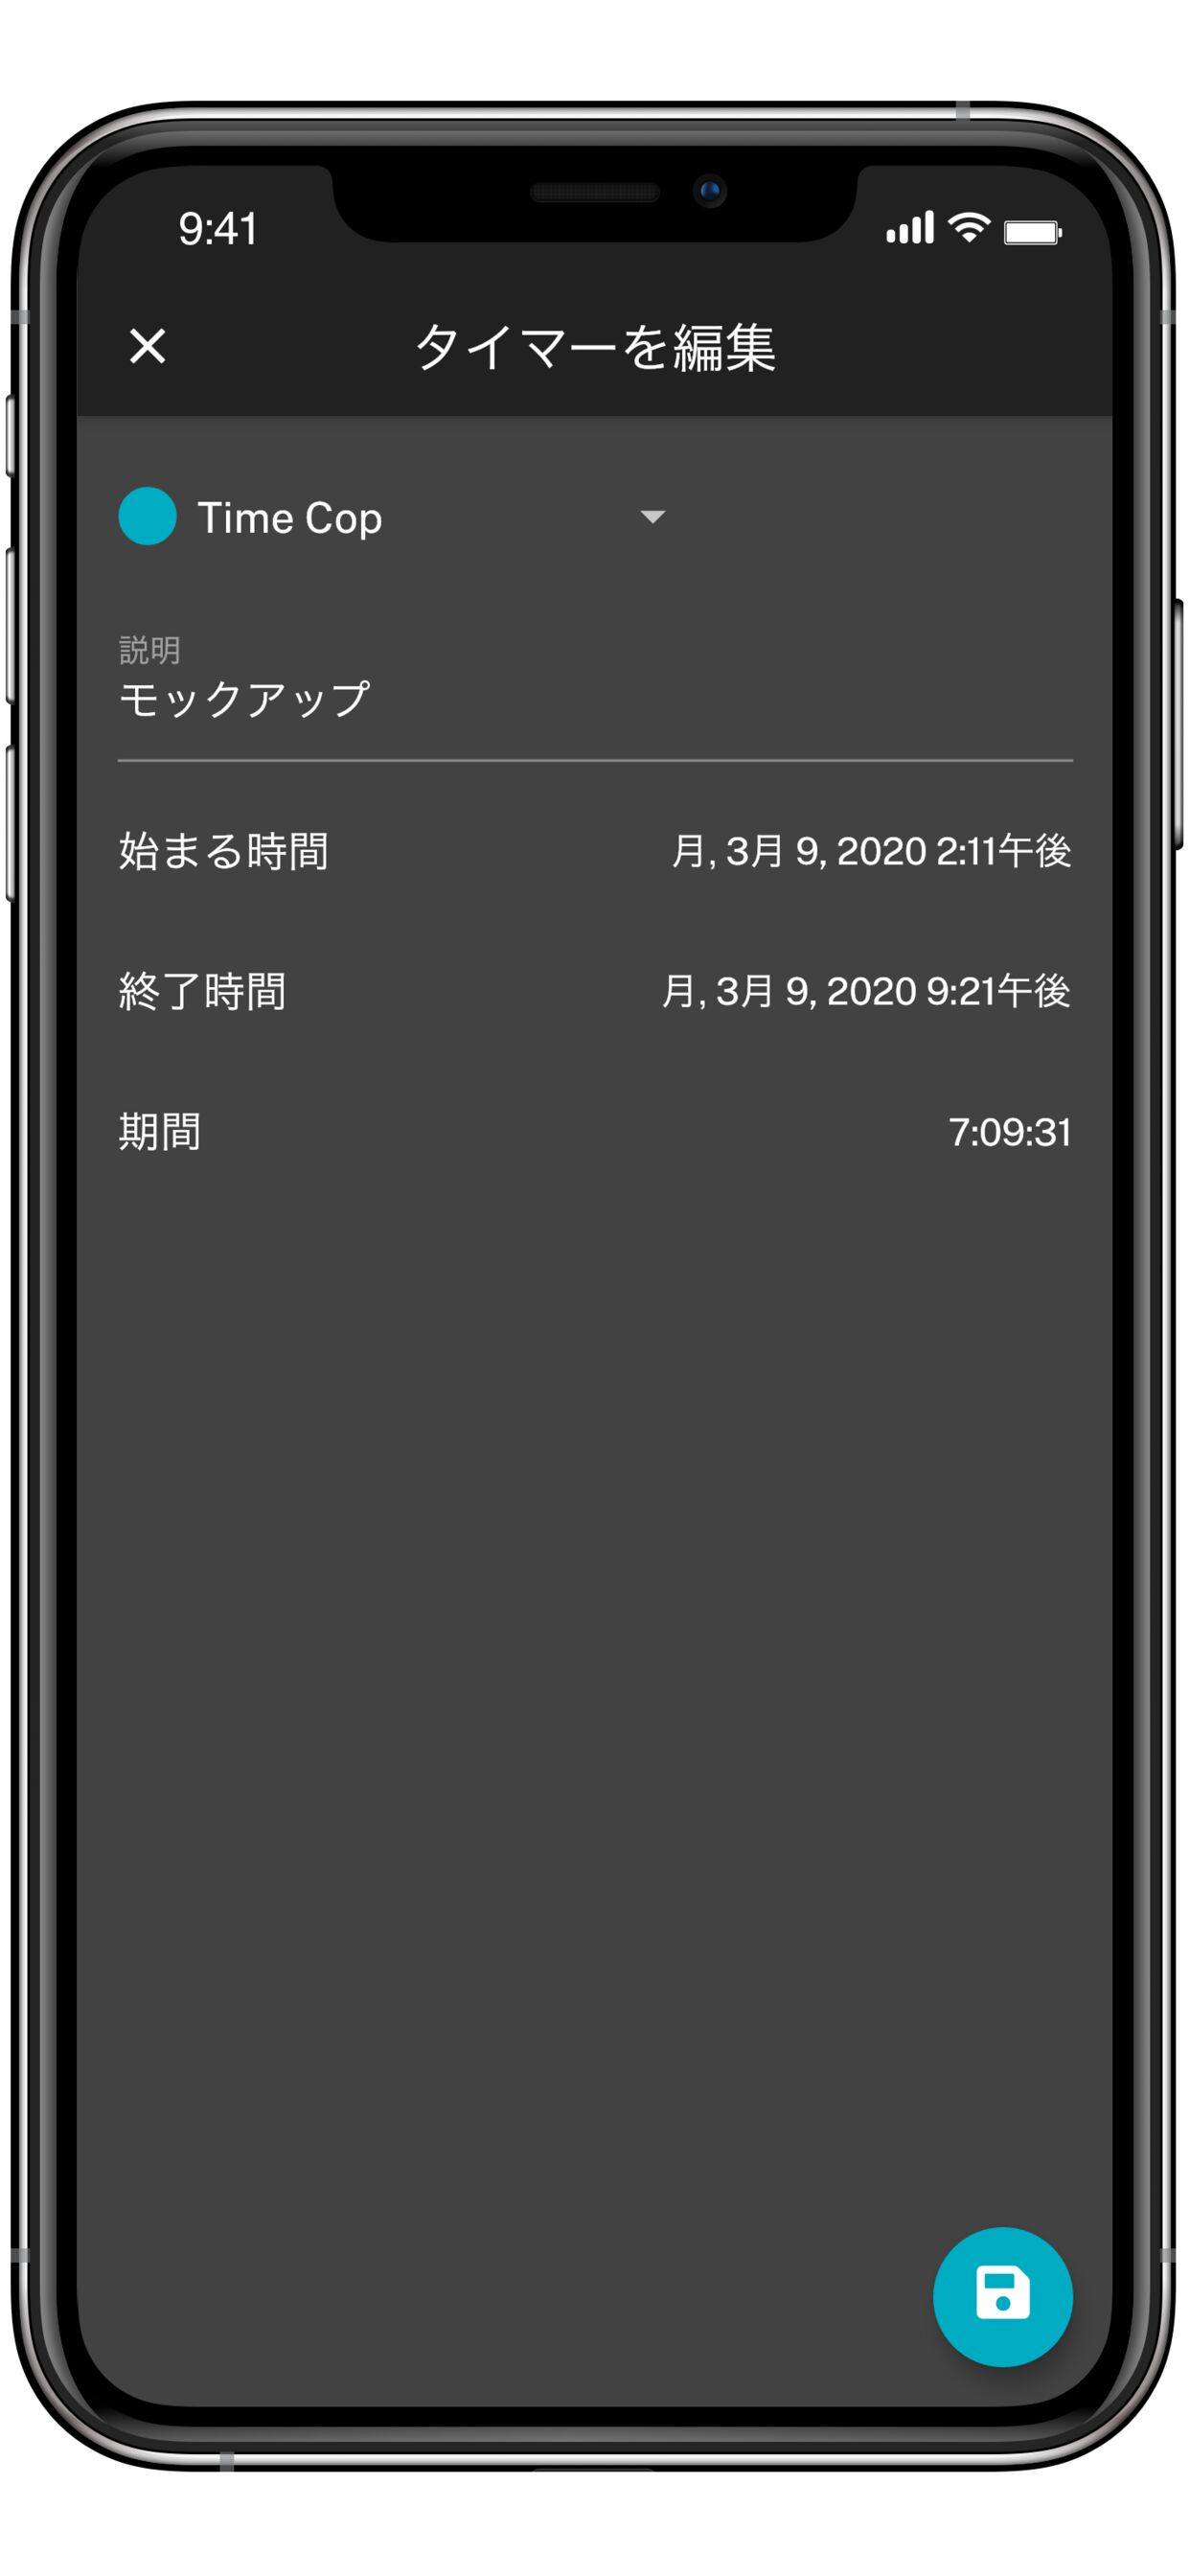 9:41
タイマーを編集
Time Cop
説明
モックアップ
始まる時間 月, 3月 9, 2020 2:11午後
終了時間 月, 3月 9, 2020 9:21午後
期間 7:09:31